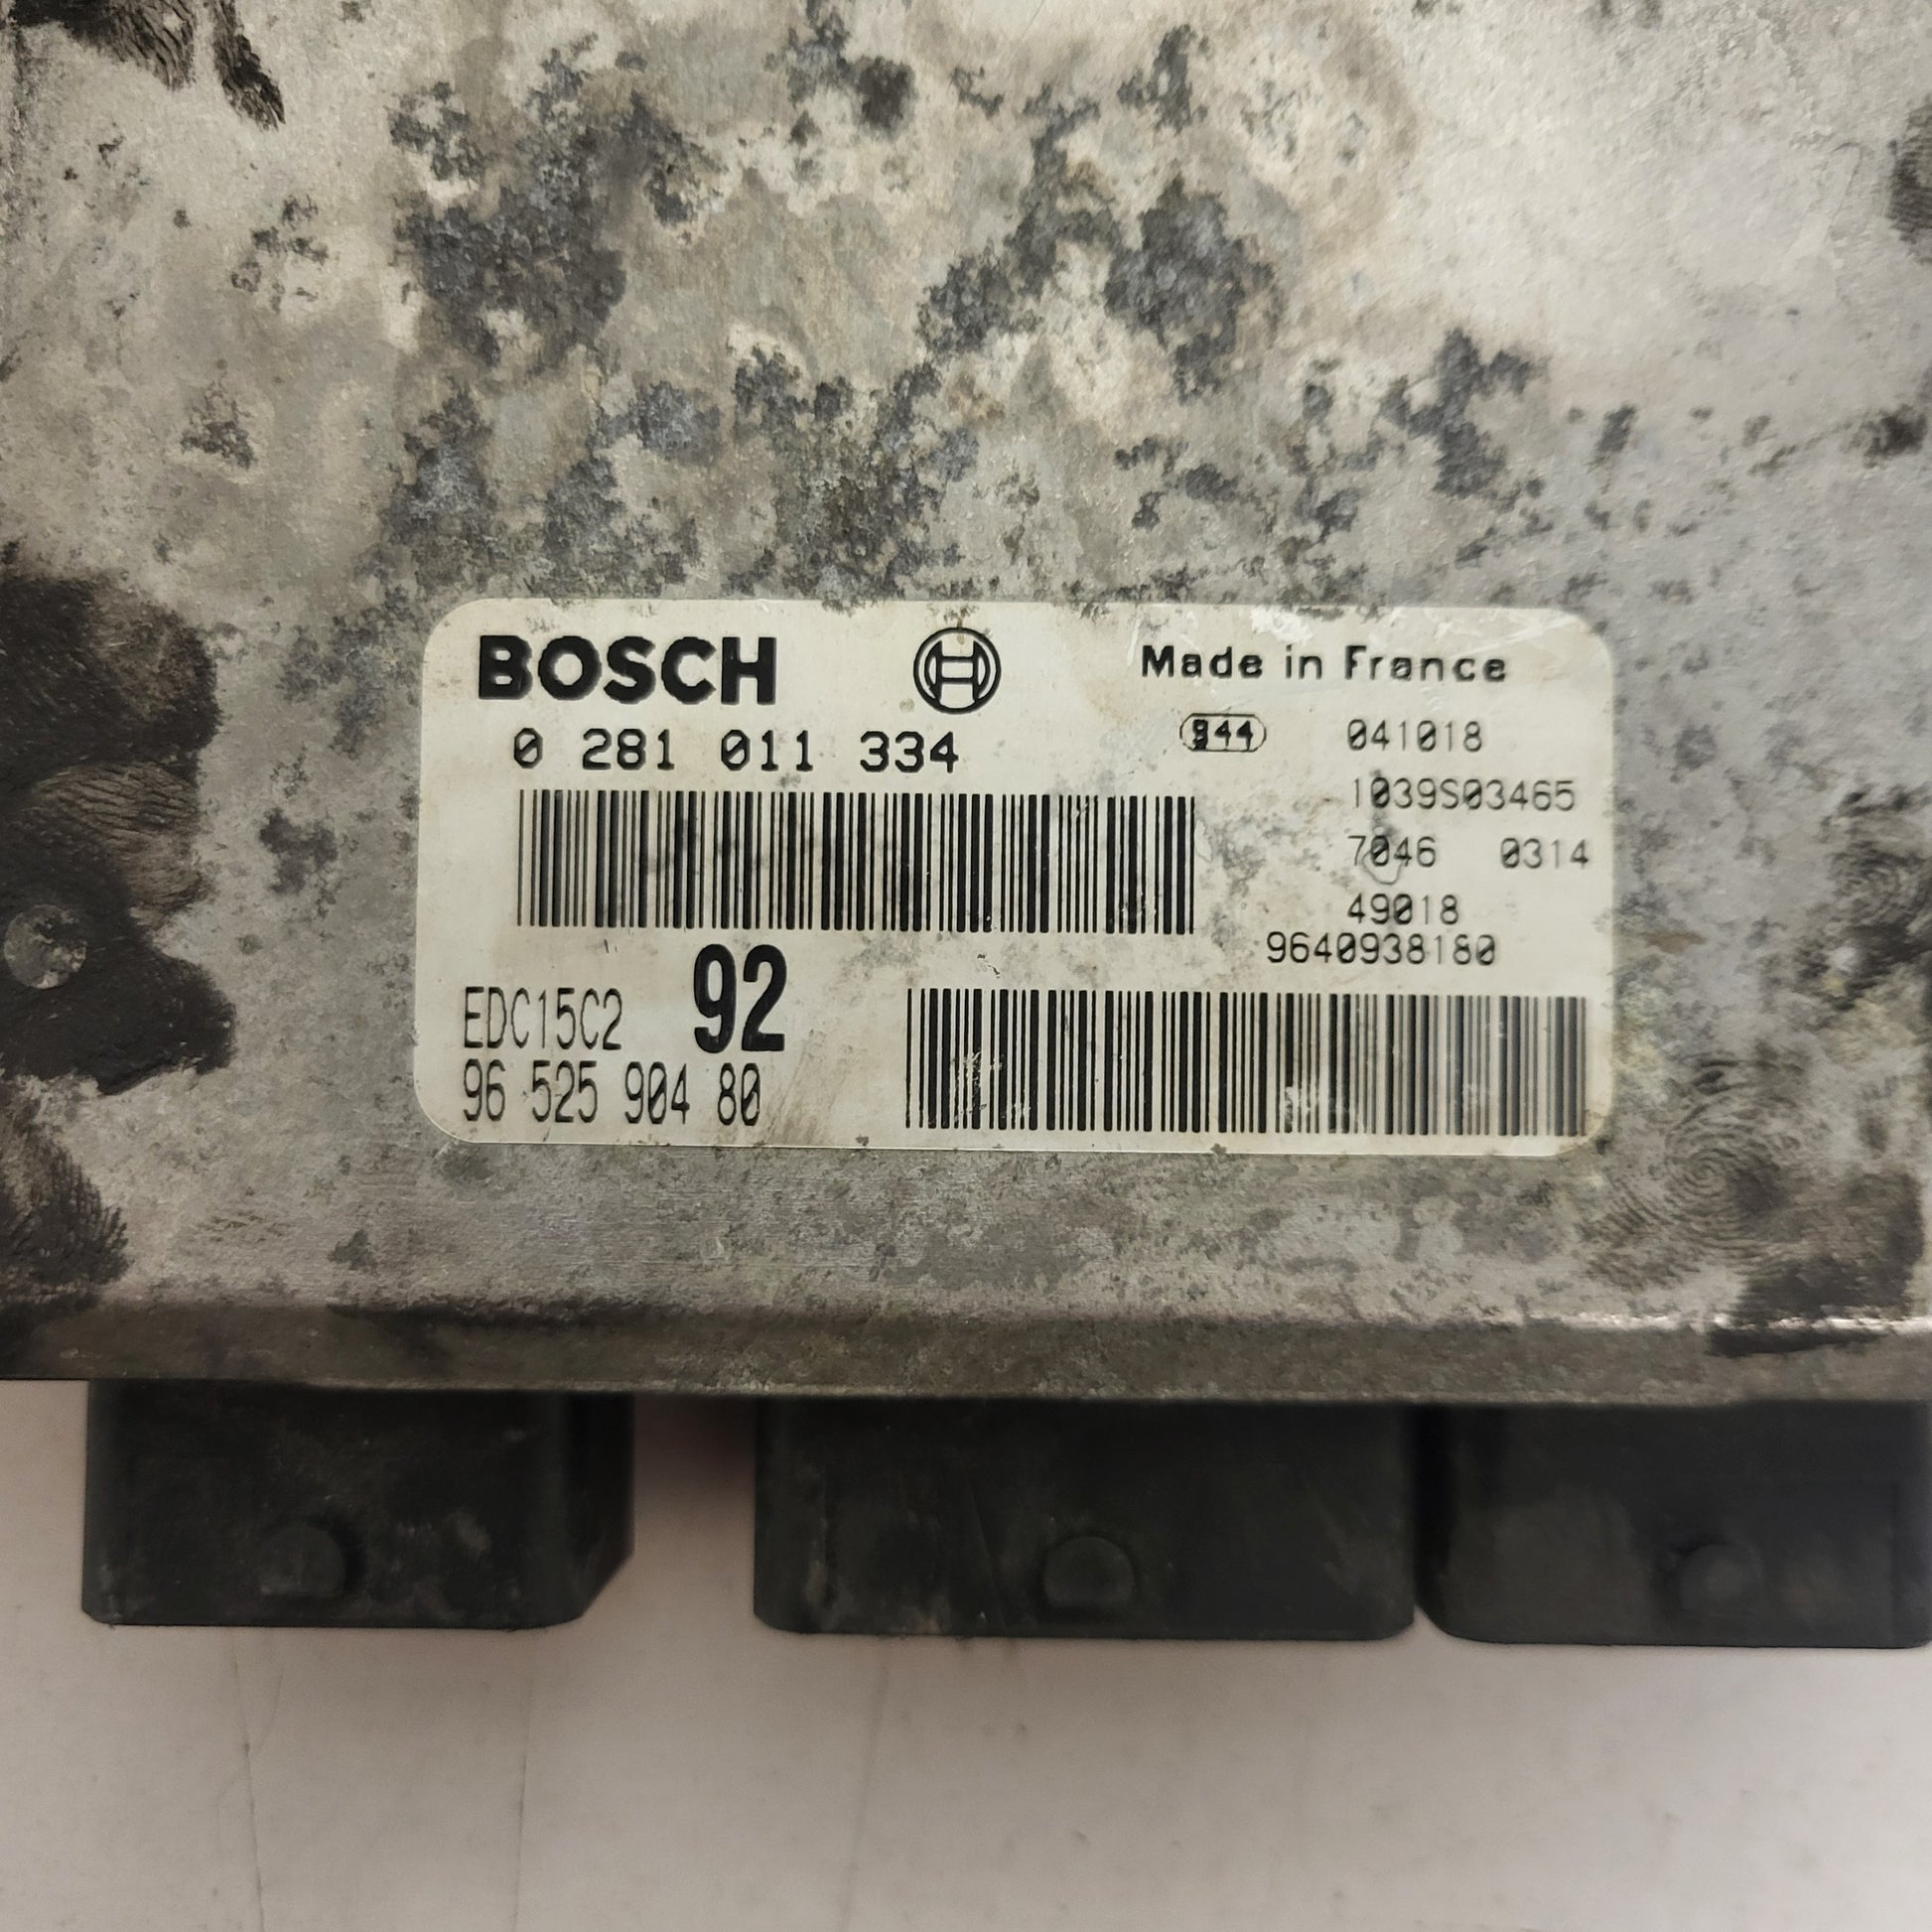 BOSCH
Made in France
0 281 011 334
944 041018
1039S03465
7046 0314
49018
9640938180
EDC15C2 92
96 525 904 80